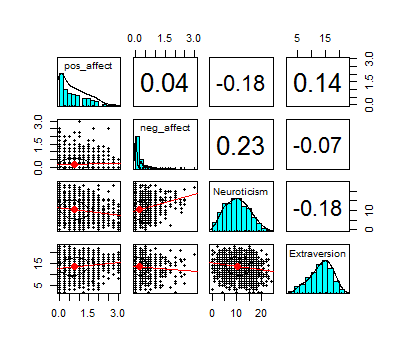 0.0 1.5 3.0 5 15
pos_affect 0.04 -0.18 0.14 0.0 1.5 3.0
0.0 1.5 3.0 neg_affect 0.23 -0.07
Neuroticism -0.18 0 10
5 15 Extraversion
0.0 1.5 3.0 0 5 10 20